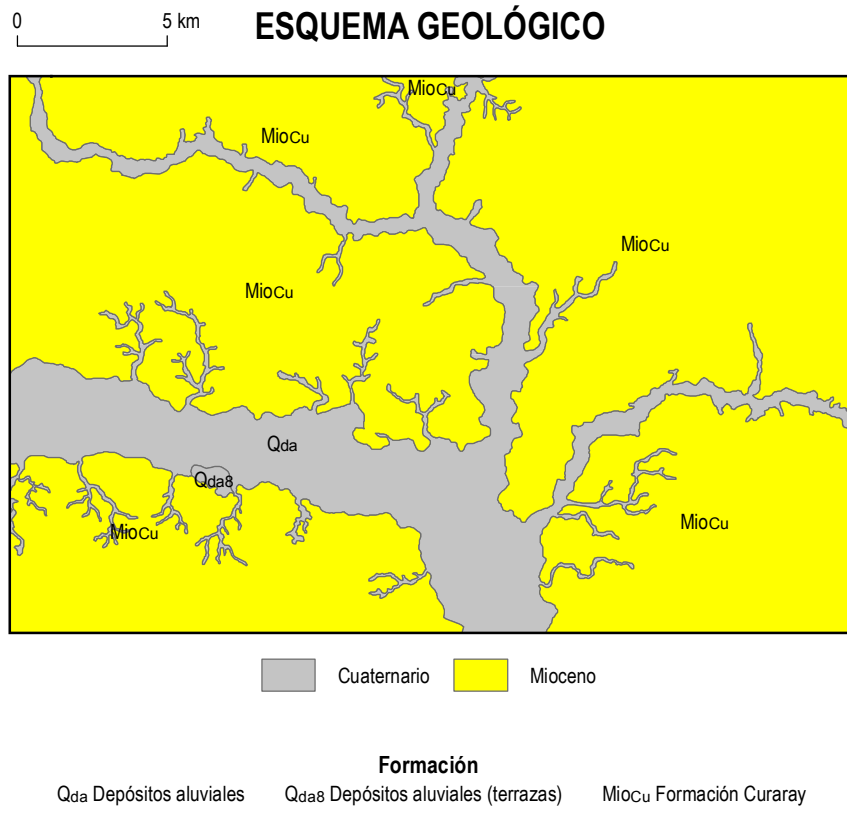 0 5 km ESQUEMA GEOLÓGICO
MioCu
MioCu
MioCu
MioCu
Qda
Qda8
MioCu
MioCu
Cuaternario Mioceno
Formación
Qda Depósitos aluviales Qda8 Depósitos aluviales (terrazas) MioCu Formación Curaray